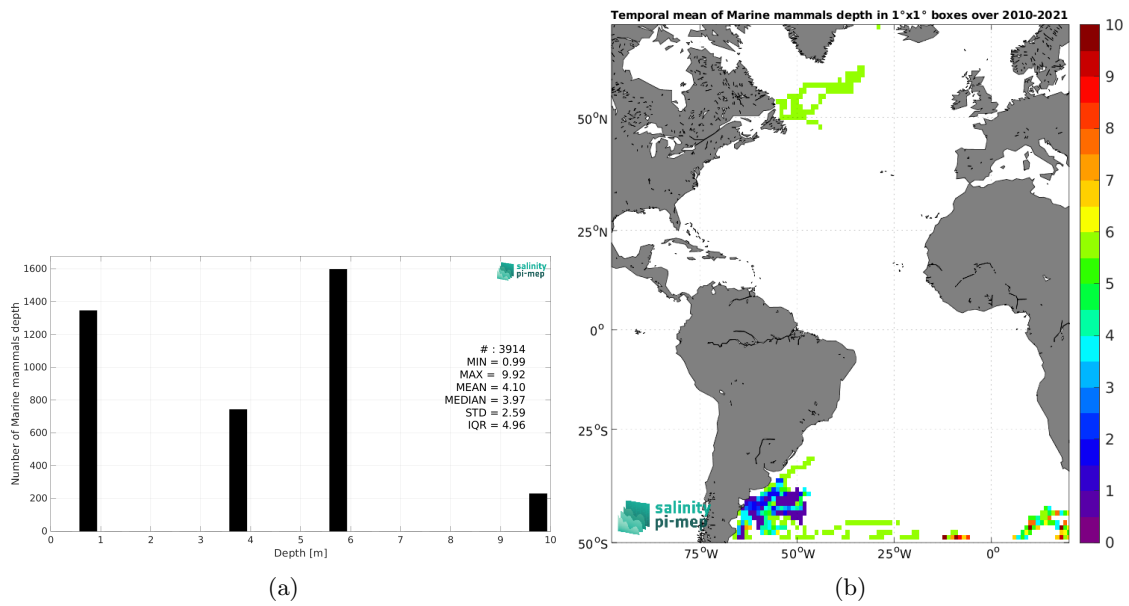 Temporal mean of Marine mammals depth in 1°x1° boxes over 2010-2021
Number of Marine mammals depth
1600
1400
1200
1000
800
600
400
200
0
0 1 2 3 4 5 6 7 8 9 10
Depth [m]
salinity
pi-mep
# : 3914
MIN = 0.99
MAX = 9.92
MEAN = 4.10
MEDIAN = 3.97
STD = 2.59
IQR = 4.96
(a)
50°N
25°N
0°
25°S
50°S
75°W 50°W 25°W 0°
salinity
pi-mep
10
9
8
7
6
5
4
3
2
1
0
(b)